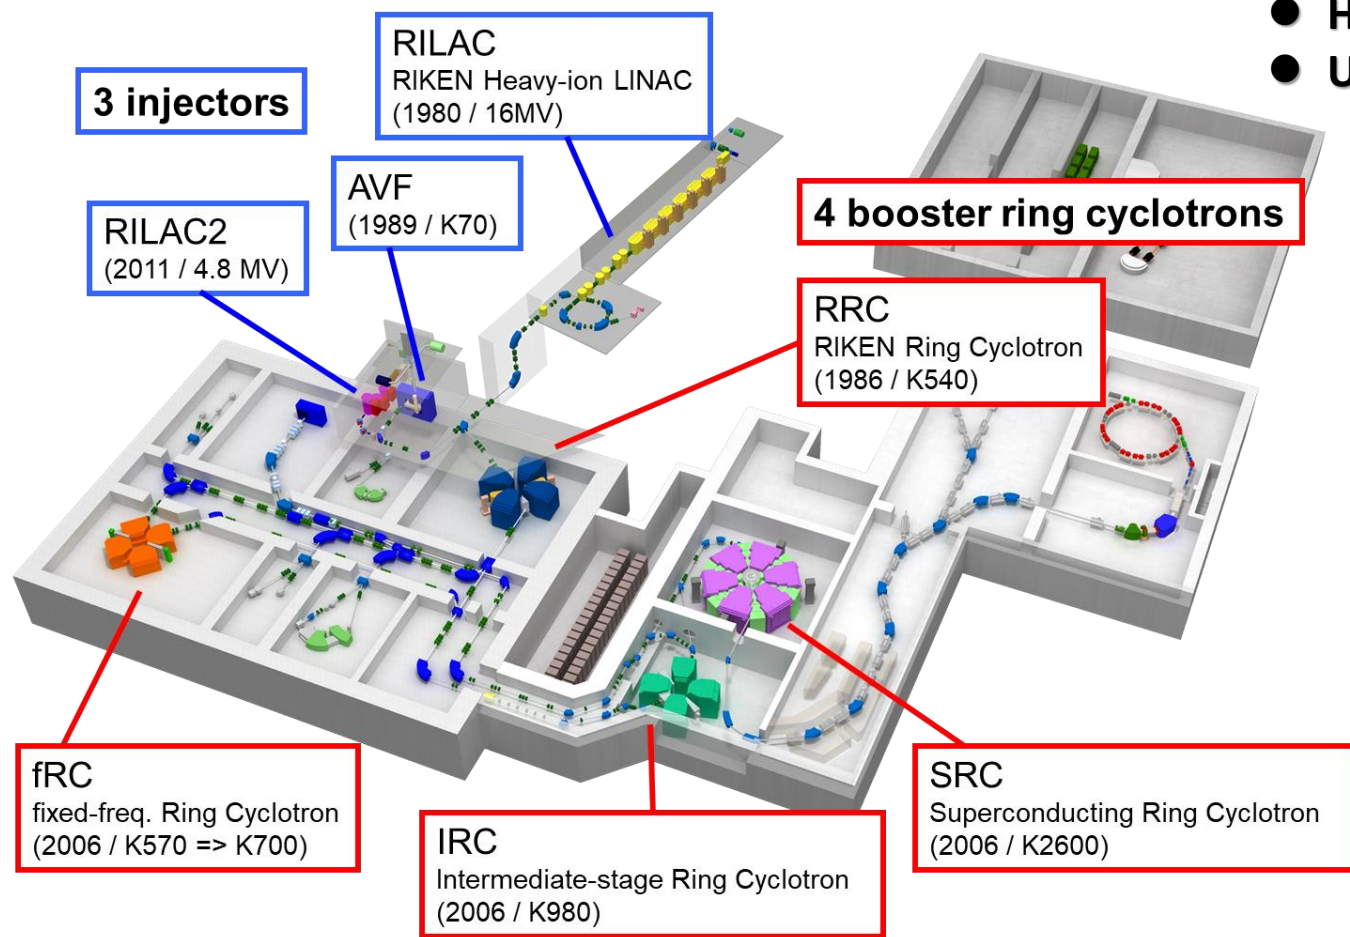 ● H
● U
RILAC
RIKEN Heavy-ion LINAC
(1980 / 16MV)
3 injectors
AVF
(1989 / K70)
4 booster ring cyclotrons
RILAC2
(2011 / 4.8 MV)
RRC
RIKEN Ring Cyclotron
(1986 / K540)
fRC
fixed-freq. Ring Cyclotron
(2006 / K570 => K700)
IRC
Intermediate-stage Ring Cyclotron
(2006 / K980)
SRC
Superconducting Ring Cyclotron
(2006 / K2600)